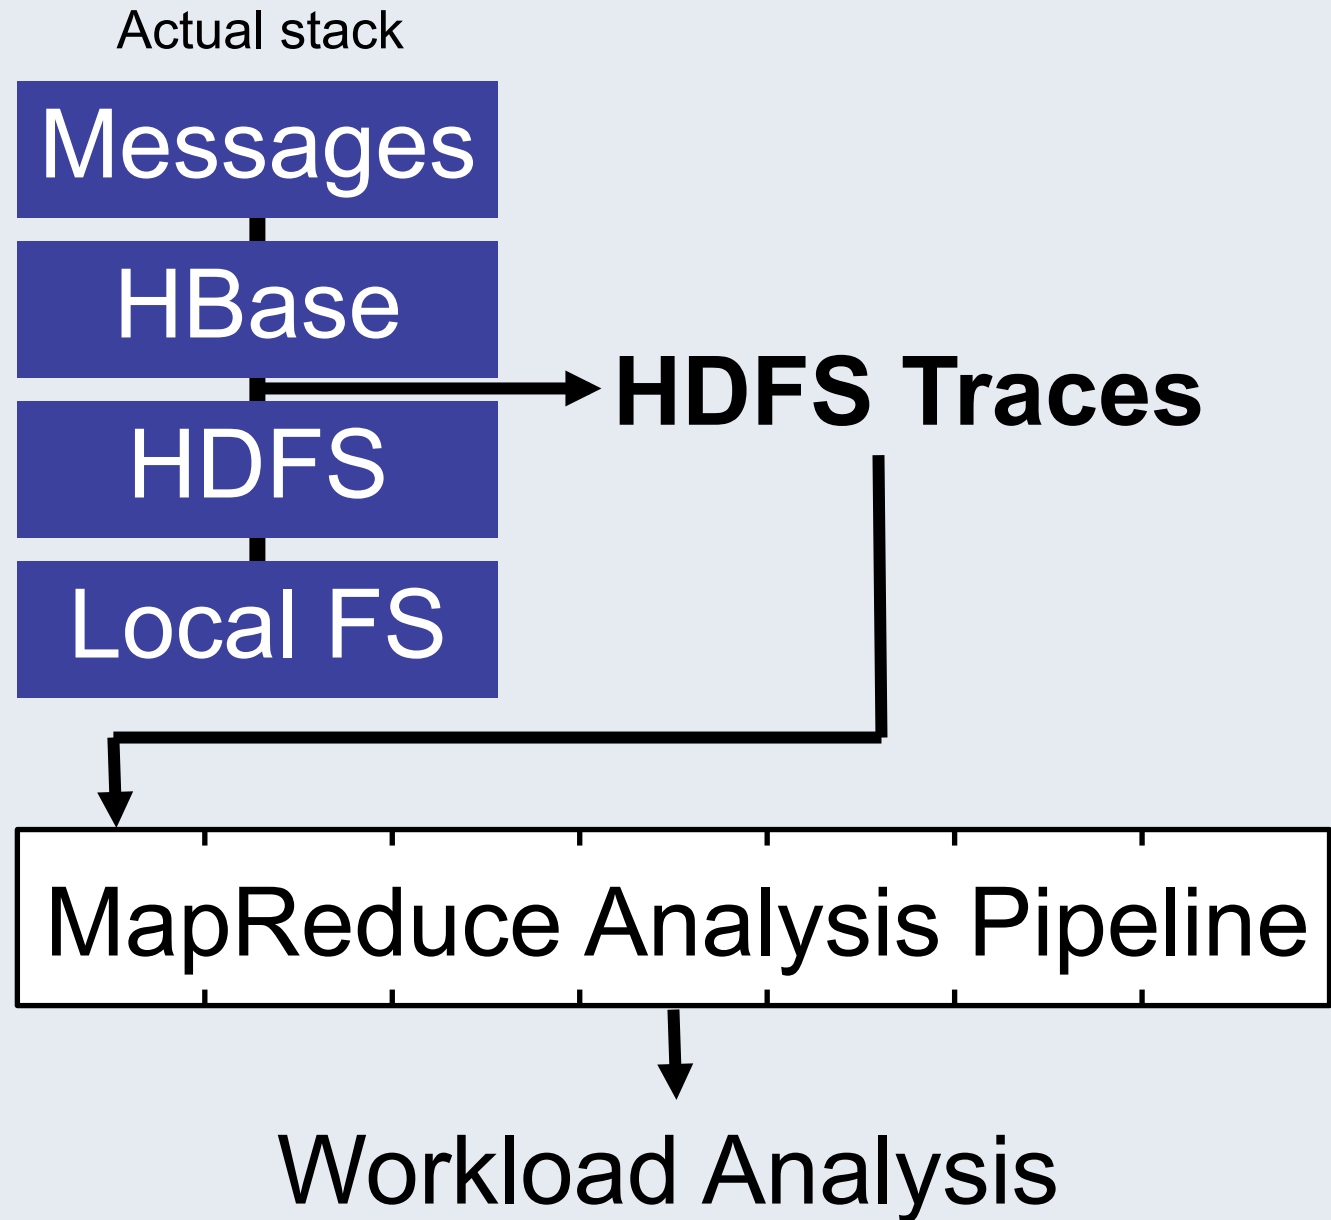 Actual stack
Messages
HBase
HDFS Traces
HDFS
Local FS
MapReduce Analysis Pipeline
Workload Analysis